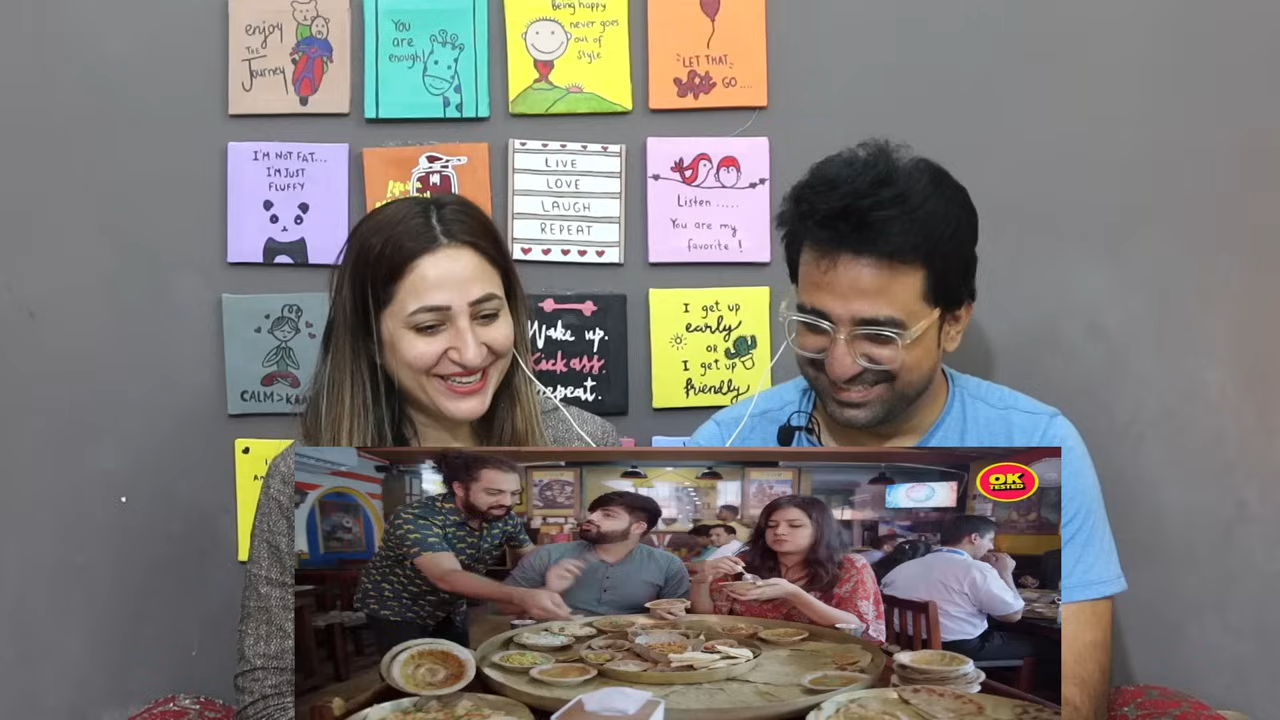 enjoy
THE
Journey
You
are
enough!
Being happy
never goes
out of
style
"LET THAT
GO....
I'M NOT FAT...
I'M JUST
FLUFFY
LIVE
LOVE
LAUGH
REPEAT
Listen .....
You are my
favorite !
CALM>KAA
Wake up.
Kick ass.
repeat.
I get up
early
OR
I get up
friendly
OK
TESTED